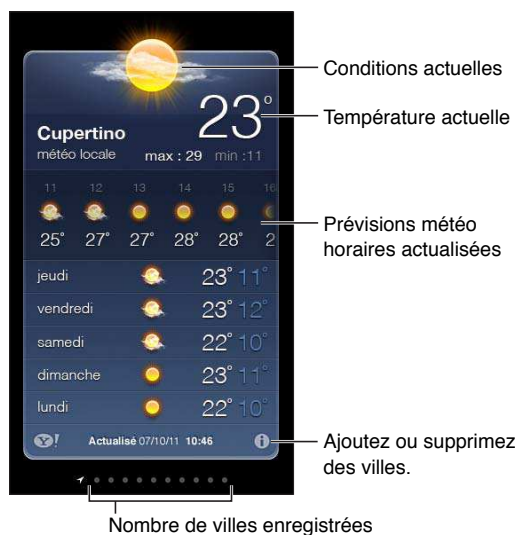 Conditions actuelles
23°
Température actuelle
Cupertino
météo locale max : 29 min :11
11 12 13 14 15 16
25° 27° 27° 28° 28° 2
Prévisions météo
horaires actualisées
jeudi 23° 11°
vendredi 23° 12°
samedi 22° 10°
dimanche 23° 11°
lundi 22° 10°
Y! Actualisé 07/10/11 10:46 i
Ajoutez ou supprimez
des villes.
Nombre de villes enregistrées